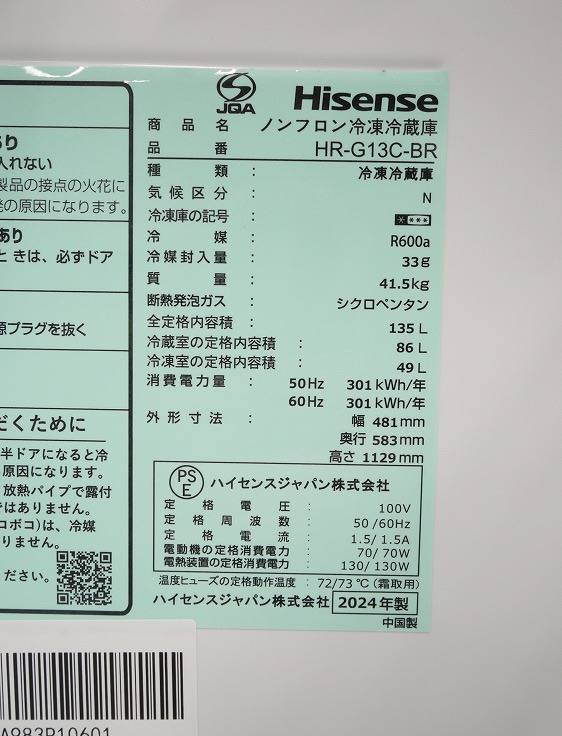 あり
入れない
製品の接点の火花に
発の原因になります。
あり
ときは、必ずドア
源プラグを抜く
だくために
半ドアになると冷
原因になります。
放熱パイプで露付
ではありません。
コボコ)は、冷媒
りません。
ださい。
JQA
Hisense
商品名 ノンフロン冷凍冷蔵庫
品番 HR-G13C-BR
種類 : 冷凍冷蔵庫
気候区分 : N
冷凍庫の記号 : ****
冷媒 : R600a
冷媒封入量 : 33g
質量 : 41.5kg
断熱発泡ガス : シクロペンタン
全定格内容積 : 135 L
冷蔵室の定格内容積 : 86 L
冷凍室の定格内容積 : 49 L
消費電力量 : 50Hz 301kWh/年
60Hz 301kWh/年
外形寸法 : 幅 481mm
奥行 583mm
高さ 1129mm
PS
E
ハイセンスジャパン株式会社
定格電圧 : 100V
定格周波数 : 50/60Hz
定格電流 : 1.5/1.5A
電動機の定格消費電力 : 70/70W
電熱装置の定格消費電力 : 130/130W
温度ヒューズの定格動作温度 : 72/73℃(霜取用)
ハイセンスジャパン株式会社 2024年製
中国製